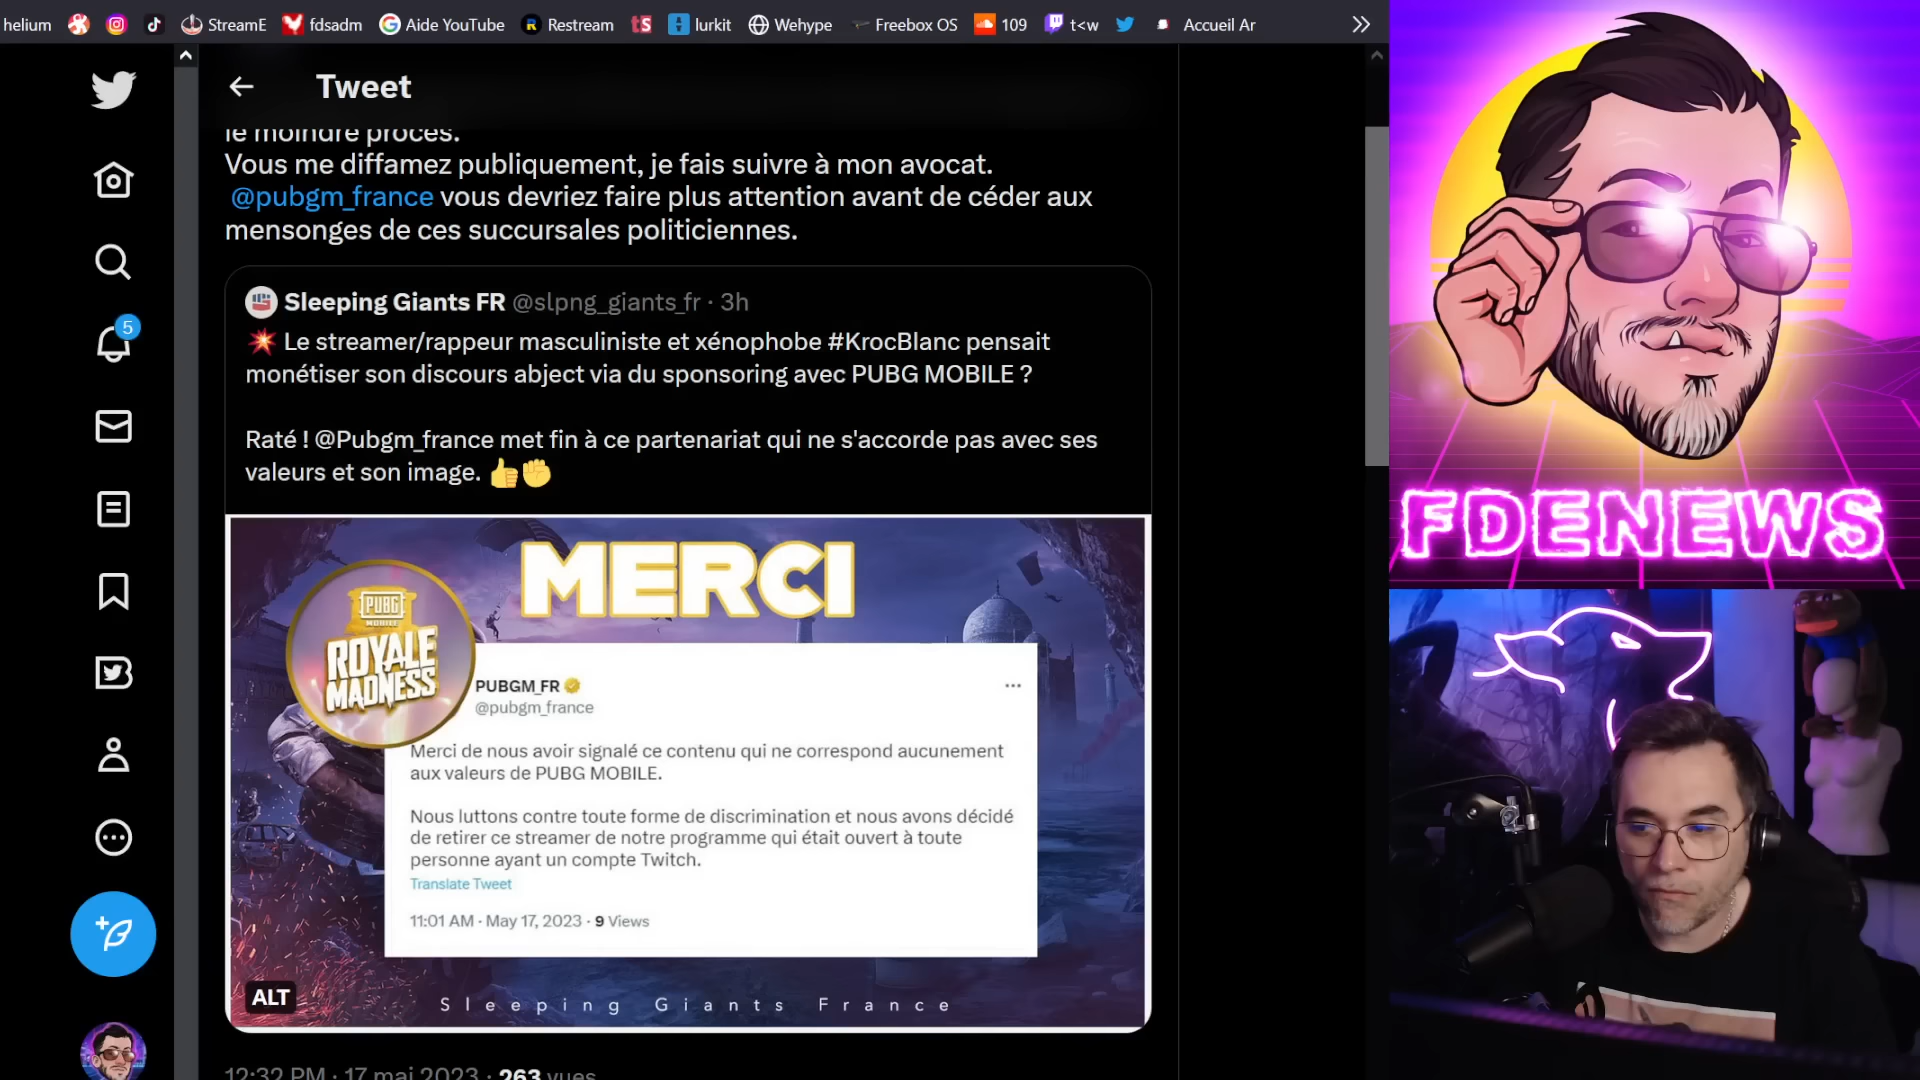 helium
StreamE
fdsadm
Aide YouTube
Restream
tS
lurkit
Wehype
Freebox OS
109
t<w
Accueil Ar
Tweet
le moindre procès.
Vous me diffamez publiquement, je fais suivre à mon avocat.
@pubgm_france vous devriez faire plus attention avant de céder aux
mensonges de ces succursales politiciennes.
5
Sleeping Giants FR @slpng_giants_fr · 3h
💥 Le streamer/rappeur masculiniste et xénophobe #KrocBlanc pensait
monétiser son discours abject via du sponsoring avec PUBG MOBILE ?
Raté ! @Pubgm_france met fin à ce partenariat qui ne s'accorde pas avec ses
valeurs et son image. 👍✊
MERCI
PUBG
MOBILE
ROYALE
MADNESS
PUBGM_FR
@pubgm_france
Merci de nous avoir signalé ce contenu qui ne correspond aucunement
aux valeurs de PUBG MOBILE.
Nous luttons contre toute forme de discrimination et nous avons décidé
de retirer ce streamer de notre programme qui était ouvert à toute
personne ayant un compte Twitch.
Translate Tweet
11:01 AM · May 17, 2023 · 9 Views
ALT
Sleeping Giants France
12:32 PM · 17 mai 2023 · 263 vues
FDENEWS